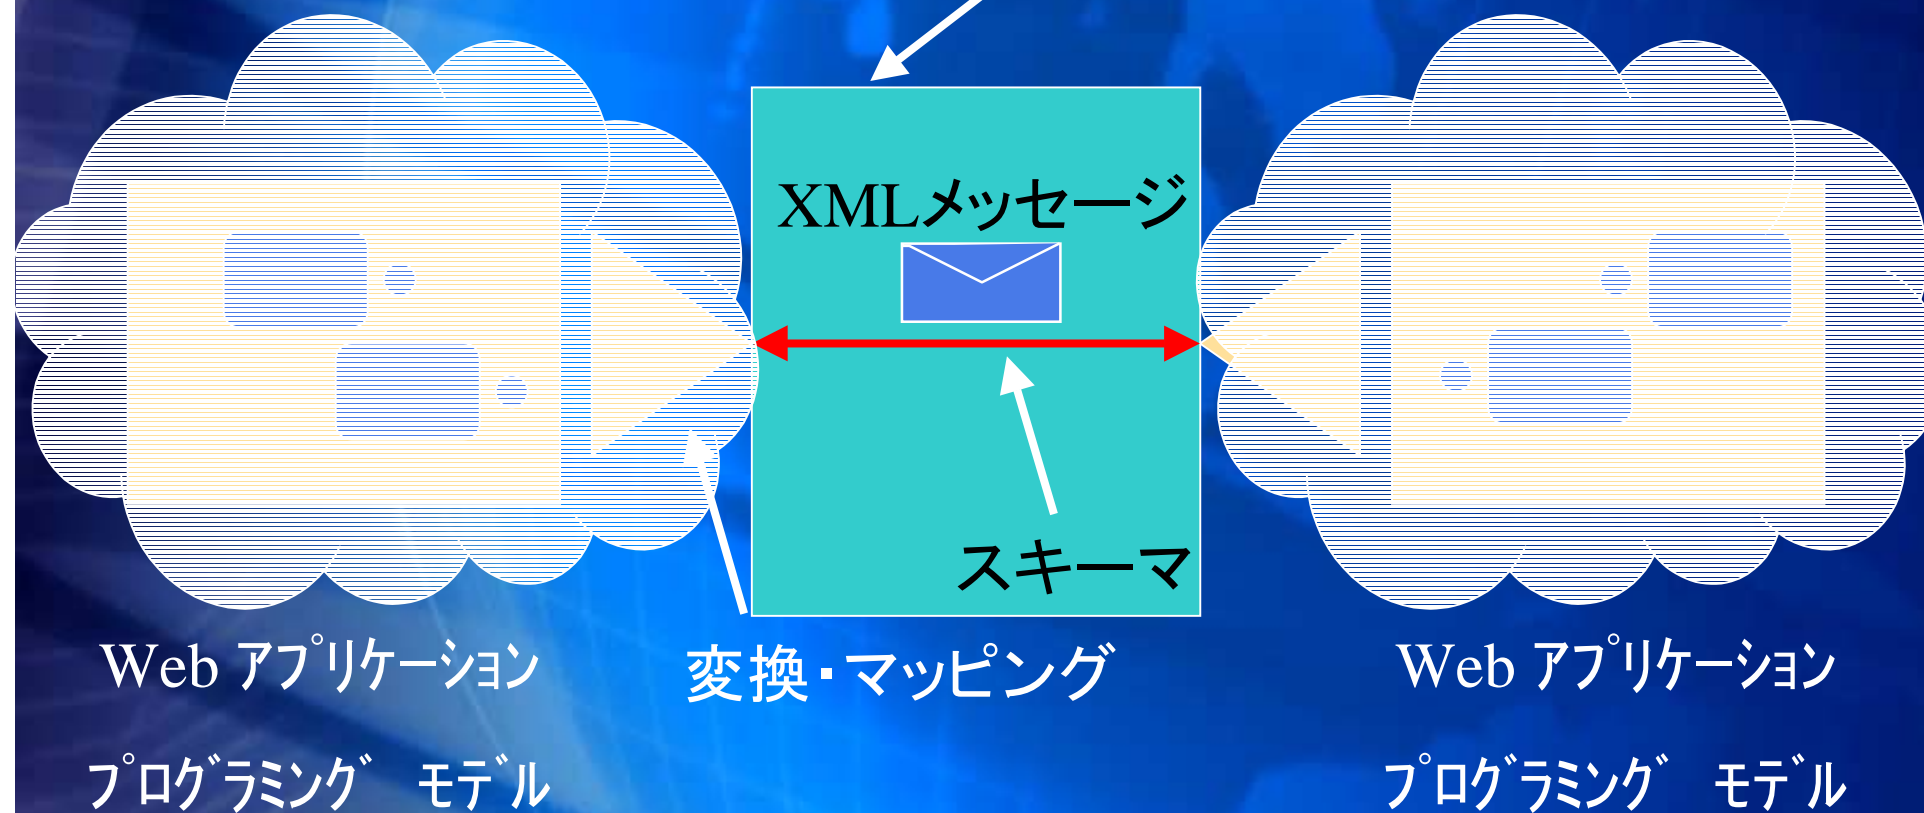 XMLメッセージ
スキーマ
変換・マッピング
Web アプリケーション
プログラミング　モデル
Web アプリケーション
プログラミング　モデル